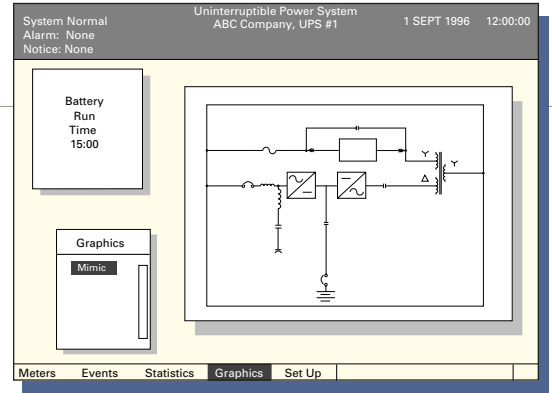 Uninterruptible Power System
System Normal
ABC Company, UPS #1
1 SEPT 1996
12:00:00
Alarm: None
Notice: None
Battery
Run
Time
15:00
Graphics
Mimic
Meters
Events
Statistics
Graphics
Set Up